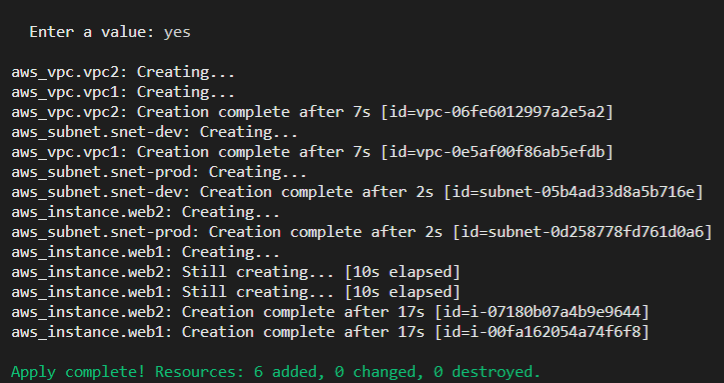 Enter a value: yes
aws_vpc.vpc2: Creating...
aws_vpc.vpc1: Creating...
aws_vpc.vpc2: Creation complete after 7s [id=vpc-06fe6012997a2e5a2]
aws_subnet.snet-dev: Creating...
aws_vpc.vpc1: Creation complete after 7s [id=vpc-0e5af00f86ab5efdb]
aws_subnet.snet-prod: Creating...
aws_subnet.snet-dev: Creation complete after 2s [id=subnet-05b4ad33d8a5b716e]
aws_instance.web2: Creating...
aws_subnet.snet-prod: Creation complete after 2s [id=subnet-0d258778fd761d0a6]
aws_instance.web1: Creating...
aws_instance.web2: Still creating... [10s elapsed]
aws_instance.web1: Still creating... [10s elapsed]
aws_instance.web2: Creation complete after 17s [id=i-07180b07a4b9e9644]
aws_instance.web1: Creation complete after 17s [id=i-00fa162054a74f6f8]
Apply complete! Resources: 6 added, 0 changed, 0 destroyed.